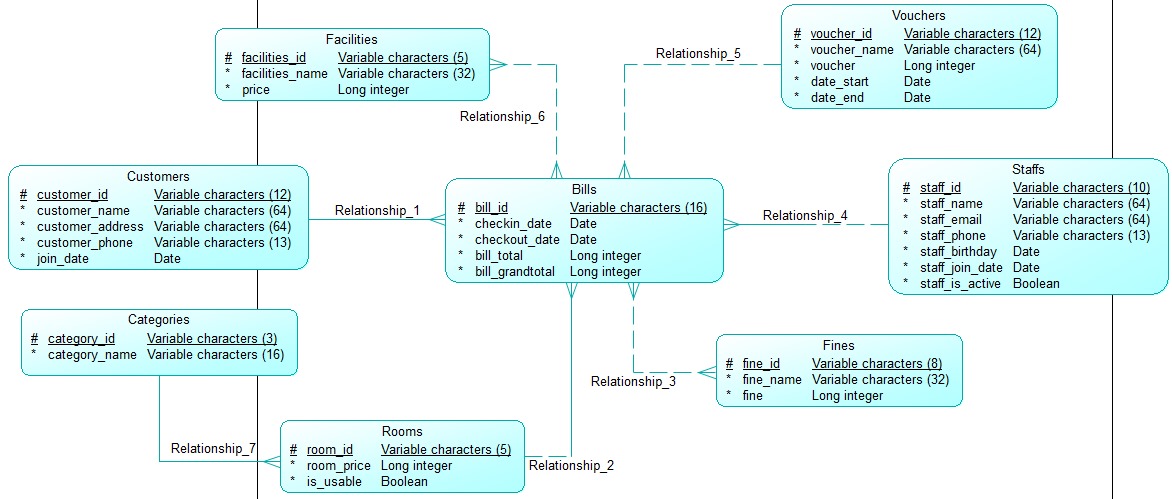 Facilities
# facilities_id Variable characters (5)
* facilities_name Variable characters (32)
* price Long integer
Relationship_6
Vouchers
# voucher_id Variable characters (12)
* voucher_name Variable characters (64)
* voucher Long integer
* date_start Date
* date_end Date
Relationship_5
Customers
# customer_id Variable characters (12)
* customer_name Variable characters (64)
* customer_address Variable characters (64)
* customer_phone Variable characters (13)
* join_date Date
Relationship_1
Bills
# bill_id Variable characters (16)
* checkin_date Date
* checkout_date Date
* bill_total Long integer
* bill_grandtotal Long integer
Relationship_4
Staffs
# staff_id Variable characters (10)
* staff_name Variable characters (64)
* staff_email Variable characters (64)
* staff_phone Variable characters (13)
* staff_birthday Date
* staff_join_date Date
* staff_is_active Boolean
Categories
# category_id Variable characters (3)
* category_name Variable characters (16)
Relationship_7
Fines
# fine_id Variable characters (8)
* fine_name Variable characters (32)
* fine Long integer
Relationship_3
Rooms
# room_id Variable characters (5)
* room_price Long integer
* is_usable Boolean
Relationship_2